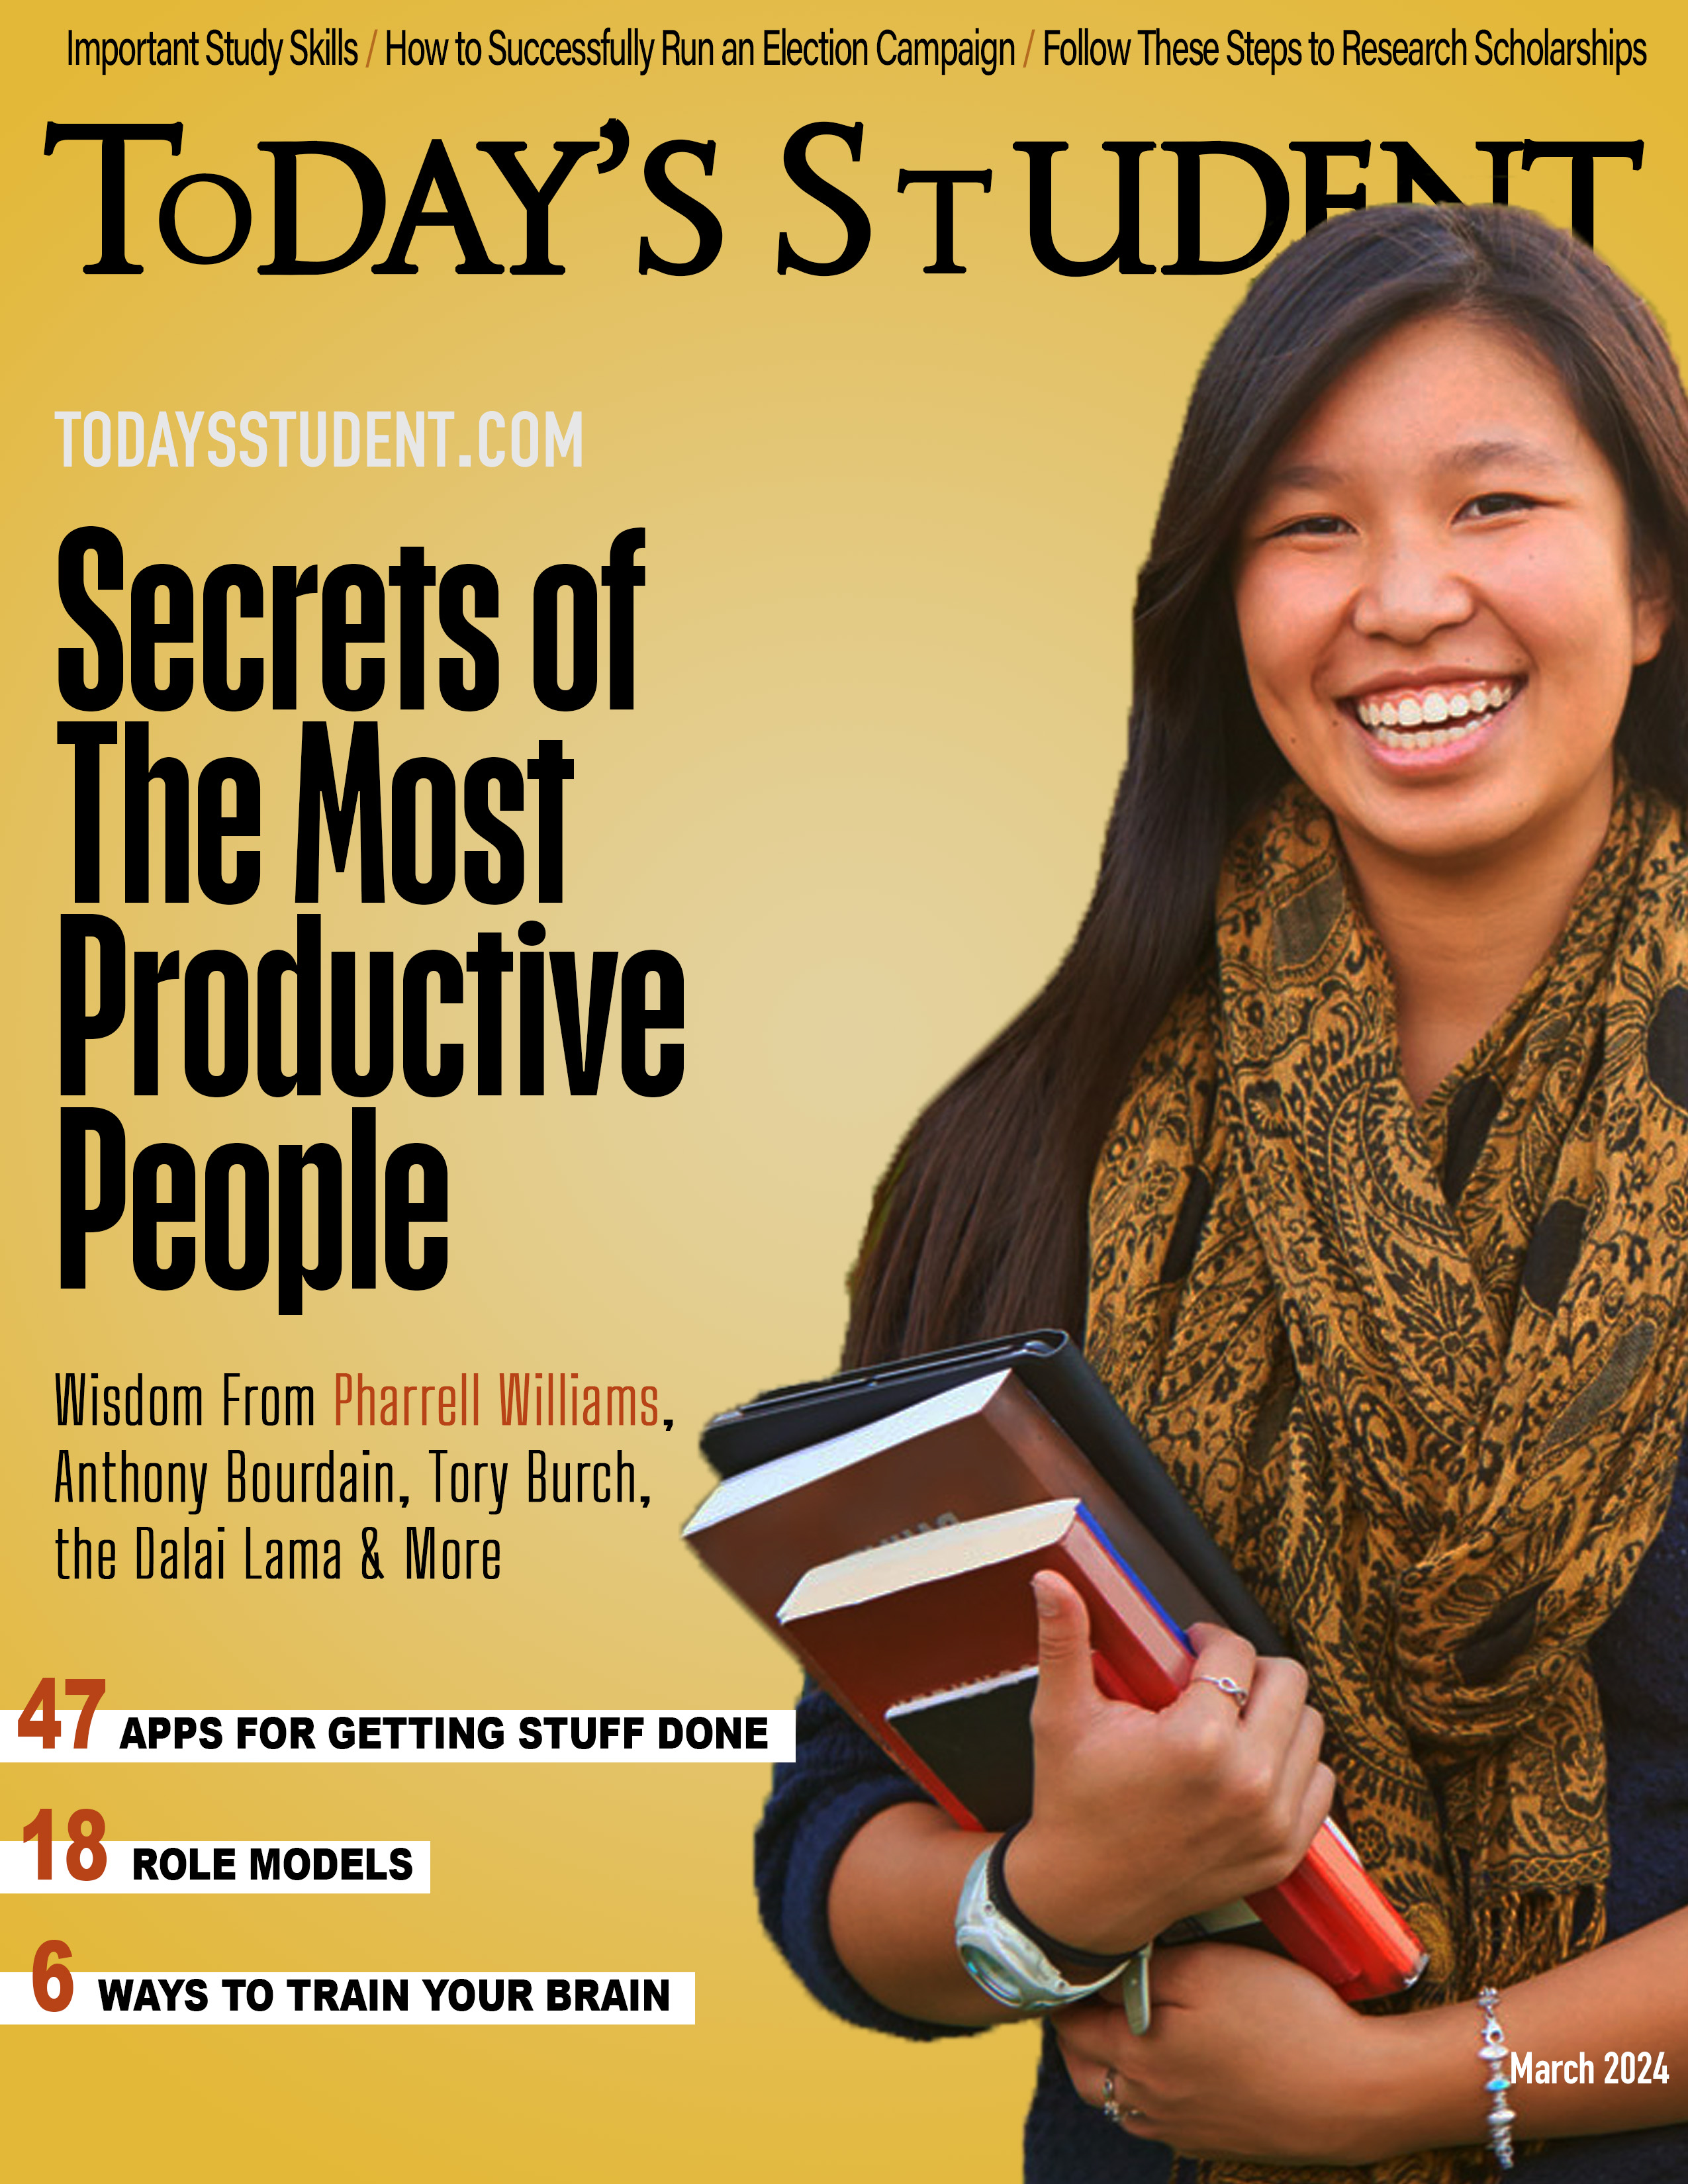 Important Study Skills / How to Successfully Run an Election Campaign / Follow These Steps to Research Scholarships
TODAY'S STUDENT
TODAYSSTUDENT.COM
Secrets of
The Most
Productive
People
Wisdom From Pharrell Williams,
Anthony Bourdain, Tory Burch,
the Dalai Lama & More
47 APPS FOR GETTING STUFF DONE
18 ROLE MODELS
6 WAYS TO TRAIN YOUR BRAIN
March 2024